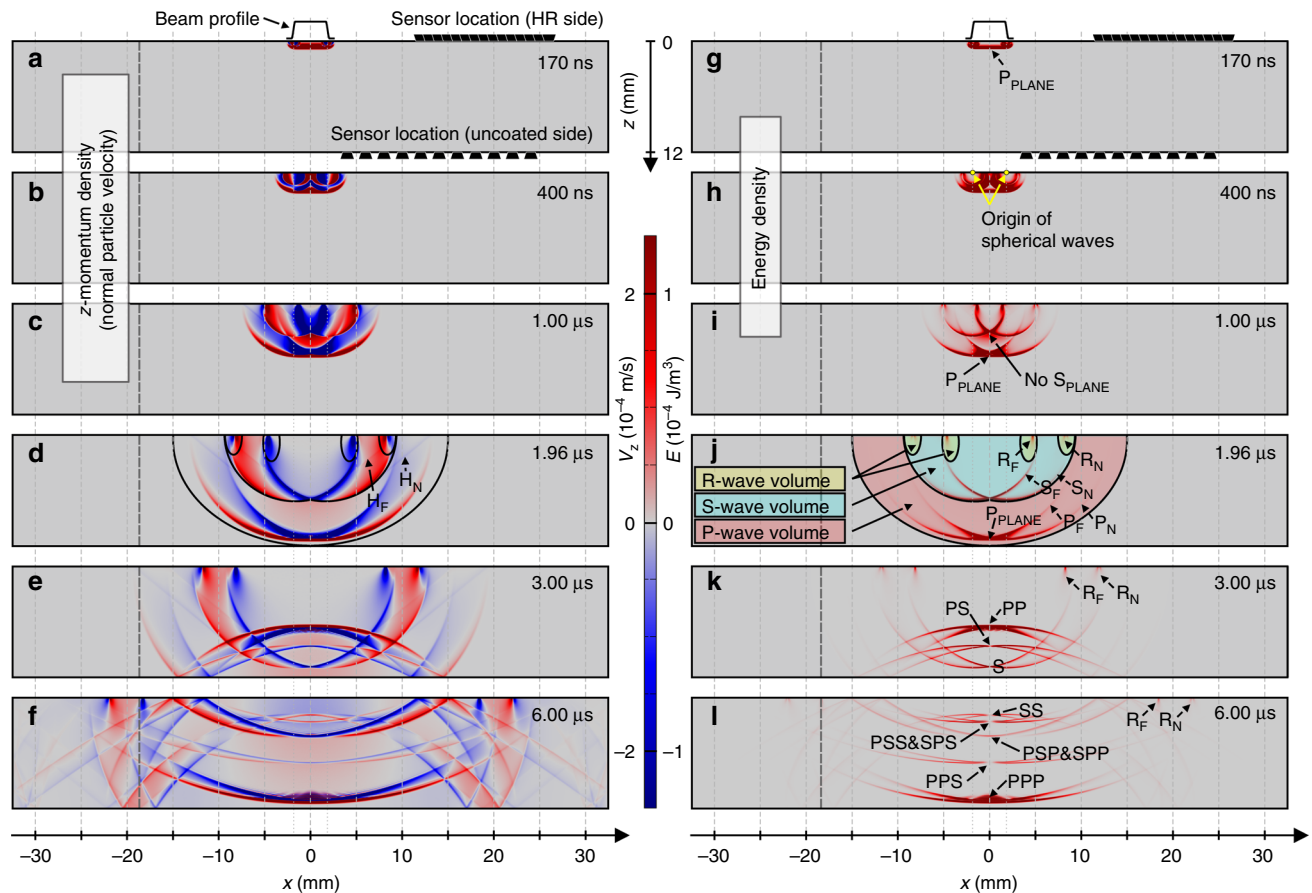 Beam profile
Sensor location (HR side)
a
170 ns
z-momentum density
(normal particle velocity)
Sensor location (uncoated side)
b
400 ns
c
1.00 µs
d
1.96 µs
H_F
H_N
e
3.00 µs
f
6.00 µs
−30 −20 −10 0 10 20 30
x (mm)
0
z (mm)
12
2 1
V_z (10^−4 m/s)
E (10^−4 J/m^3)
0 0
−2 −1
g
170 ns
P_PLANE
Energy density
h
400 ns
Origin of
spherical waves
i
1.00 µs
P_PLANE
No S_PLANE
j
1.96 µs
R-wave volume
S-wave volume
P-wave volume
R_F
R_N
S_F
S_N
P_PLANE
P_F
P_N
k
3.00 µs
R_F
R_N
PS
PP
S
l
6.00 µs
SS
R_F
R_N
PSS&SPS
PSP&SPP
PPS
PPP
−30 −20 −10 0 10 20 30
x (mm)